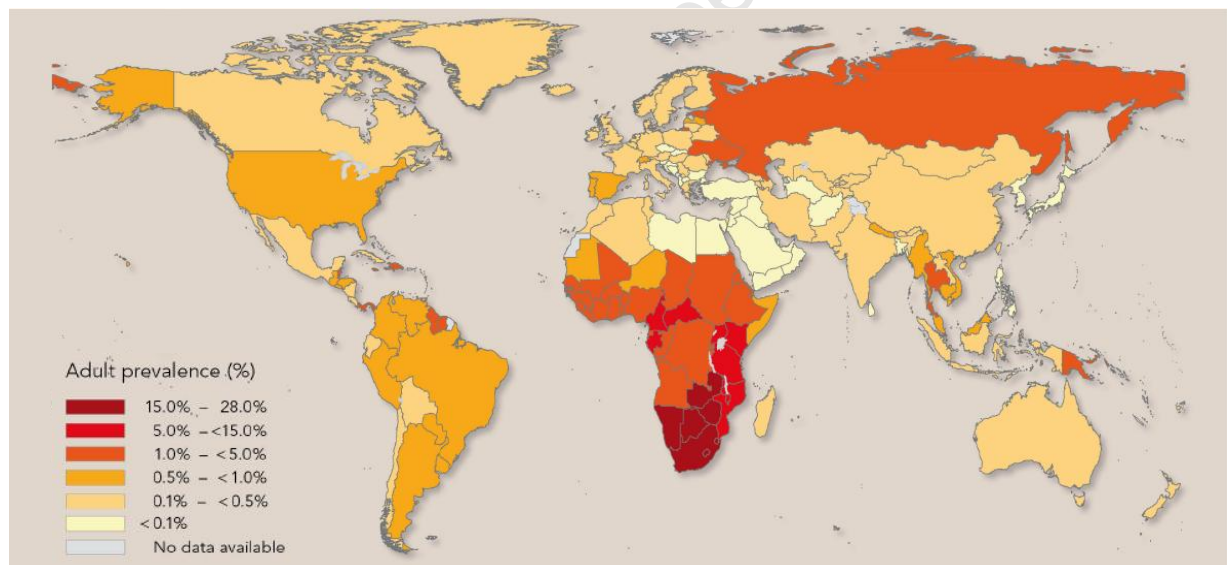 Adult prevalence (%)
15.0% – 28.0%
5.0% – <15.0%
1.0% – <5.0%
0.5% – <1.0%
0.1% – <0.5%
<0.1%
No data available